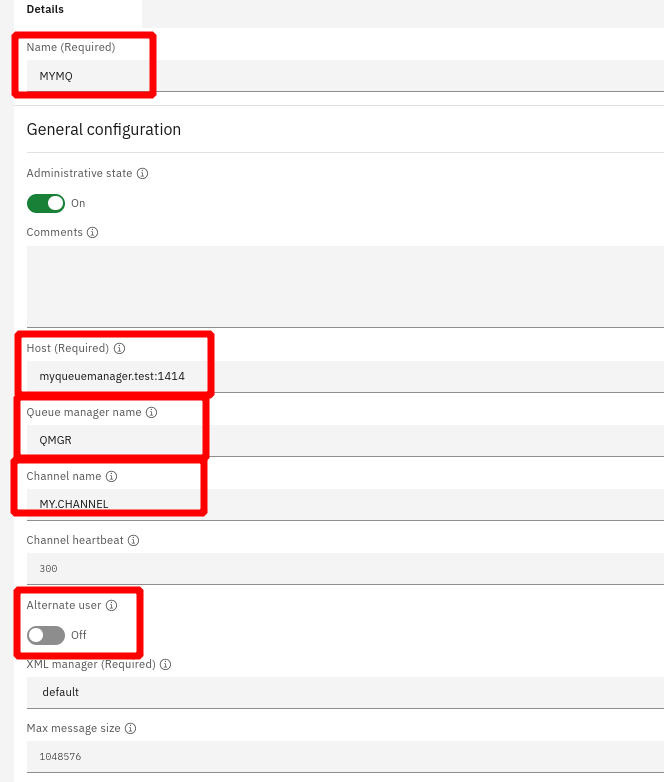 Details
Name (Required)
MYMQ
General configuration
Administrative state
On
Comments
Host (Required)
myqueuemanager.test:1414
Queue manager name
QMGR
Channel name
MY.CHANNEL
Channel heartbeat
300
Alternate user
Off
XML manager (Required)
default
Max message size
1048576